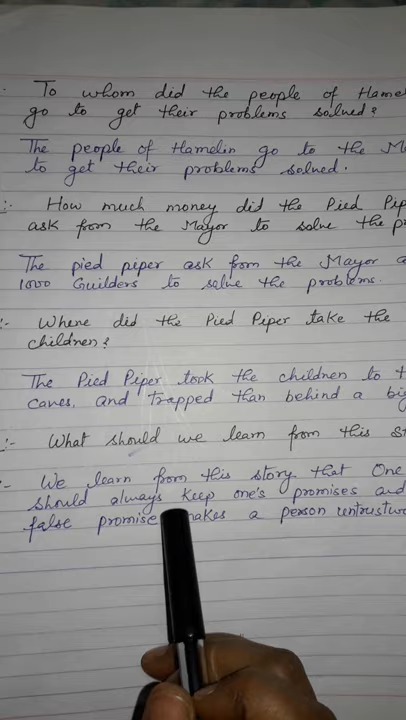 To whom did the people of Hame
go to get their problems solved?
The people of Hamelin go to the M
to get their problems solved.
:- How much money did the Pied Pip
ask from the Mayor to solve the p
The pied piper ask from the Mayor a
1000 Guilders to solve the problems.
:- Where did the Pied Piper take the
children?
The Pied Piper took the children to t
caves, and trapped than behind a big
:- What should we learn from this st
- We learn from this story that One
should always keep one's promises and
false promise makes a person untrustw